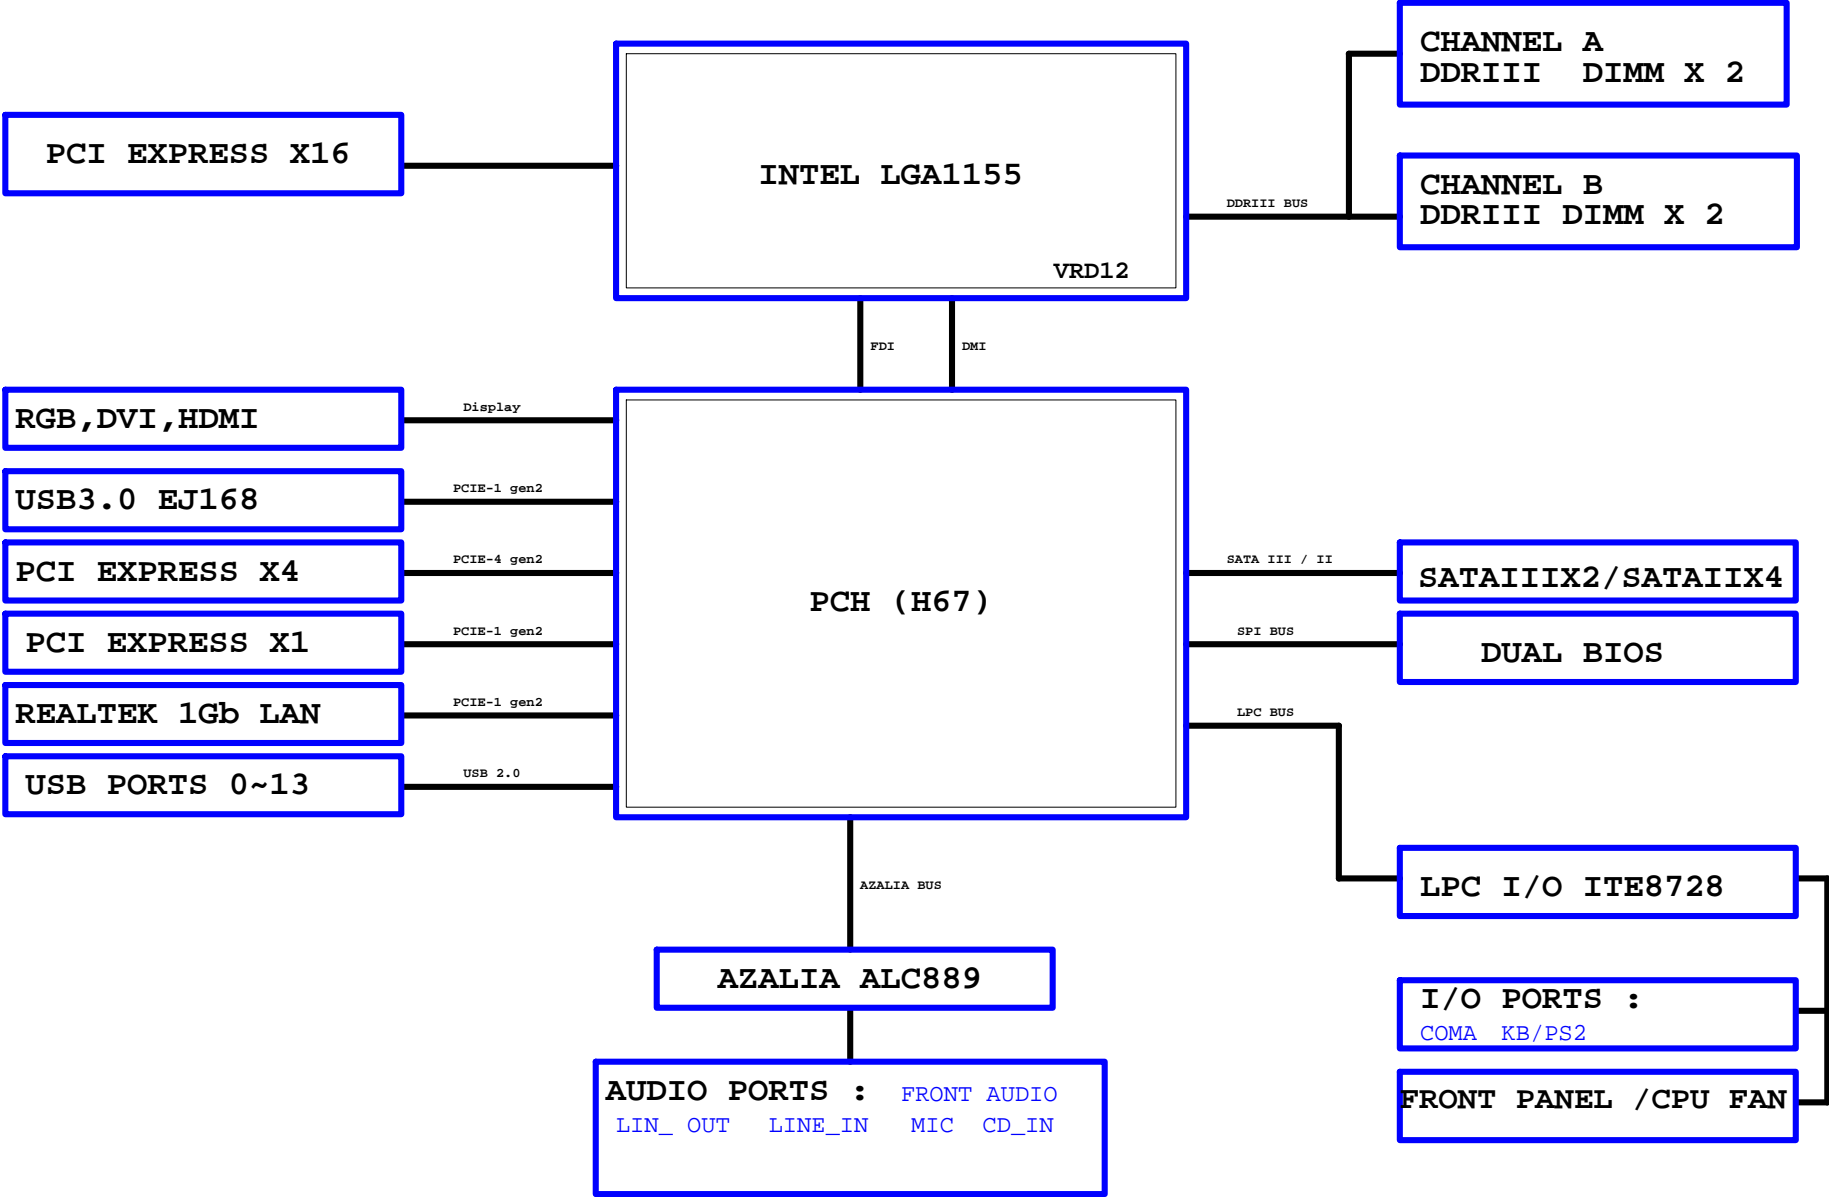 CHANNEL A
DDRIII DIMM X 2
PCI EXPRESS X16
INTEL LGA1155
CHANNEL B
DDRIII DIMM X 2
DDRIII BUS
VRD12
FDI
DMI
RGB,DVI,HDMI
Display
USB3.0 EJ168
PCIE-1 gen2
PCI EXPRESS X4
PCIE-4 gen2
PCH (H67)
SATA III / II
SATAIIIX2/SATAIIX4
PCI EXPRESS X1
PCIE-1 gen2
SPI BUS
DUAL BIOS
REALTEK 1Gb LAN
PCIE-1 gen2
LPC BUS
USB PORTS 0~13
USB 2.0
AZALIA BUS
LPC I/O ITE8728
AZALIA ALC889
I/O PORTS :
COMA KB/PS2
AUDIO PORTS : FRONT AUDIO
LIN_ OUT LINE_IN MIC CD_IN
FRONT PANEL /CPU FAN